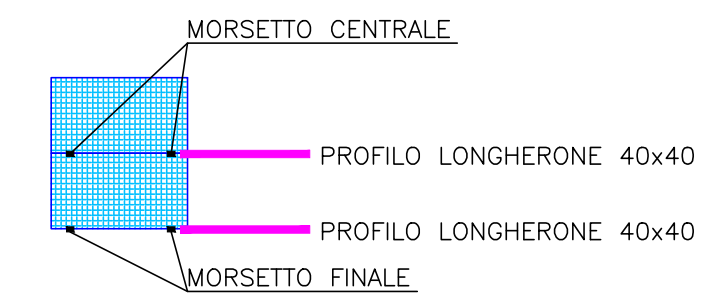 MORSETTO CENTRALE
PROFILO LONGHERONE 40x40
PROFILO LONGHERONE 40x40
MORSETTO FINALE